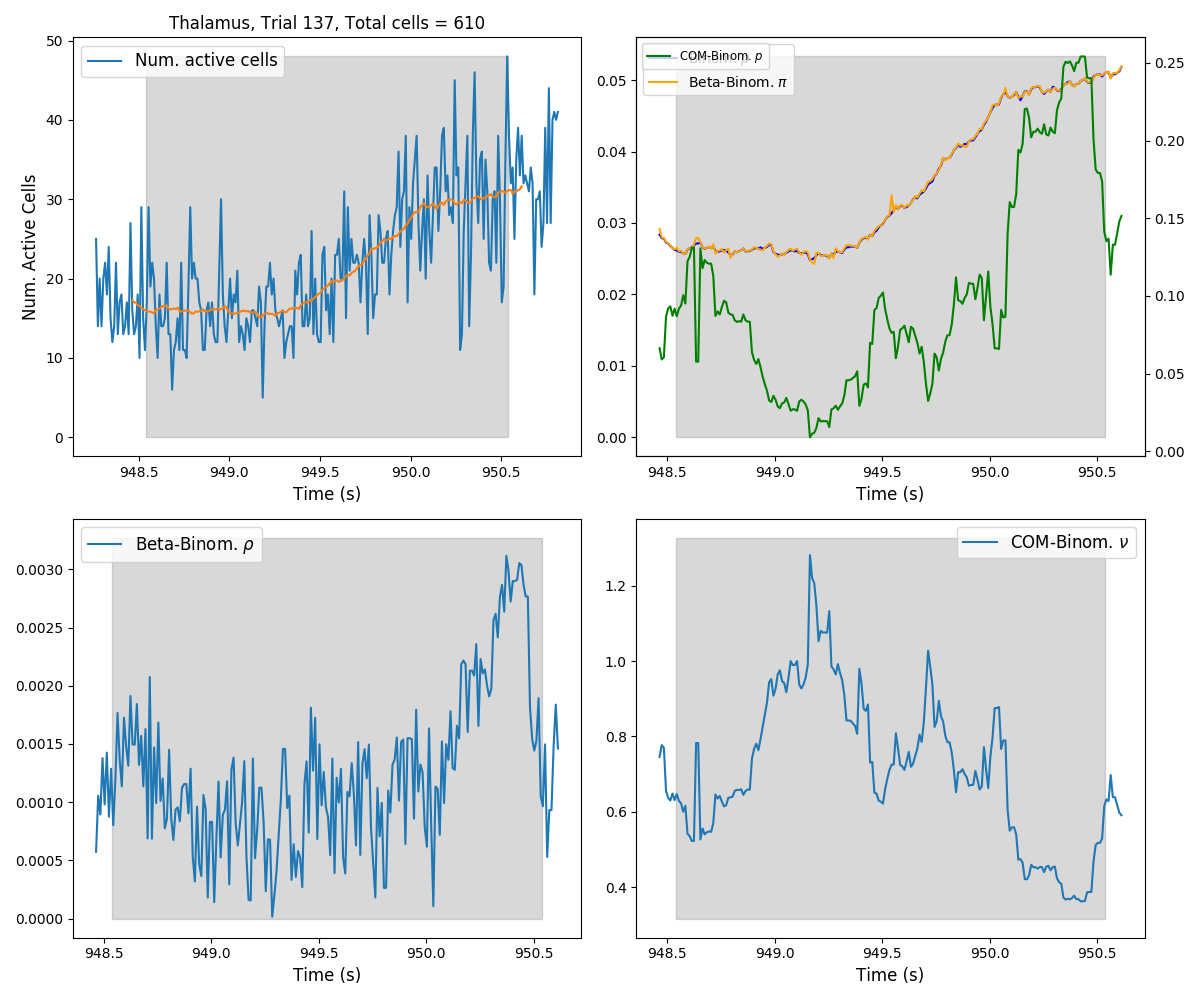 Thalamus, Trial 137, Total cells = 610
Num. active cells
Num. Active Cells
50
40
30
20
10
0
948.5 949.0 949.5 950.0 950.5
Time (s)
COM-Binom. p
Beta-Binom. π
0.05
0.04
0.03
0.02
0.01
0.00
0.25
0.20
0.15
0.10
0.05
0.00
948.5 949.0 949.5 950.0 950.5
Time (s)
Beta-Binom. ρ
0.0030
0.0025
0.0020
0.0015
0.0010
0.0005
0.0000
948.5 949.0 949.5 950.0 950.5
Time (s)
COM-Binom. ν
1.2
1.0
0.8
0.6
0.4
948.5 949.0 949.5 950.0 950.5
Time (s)